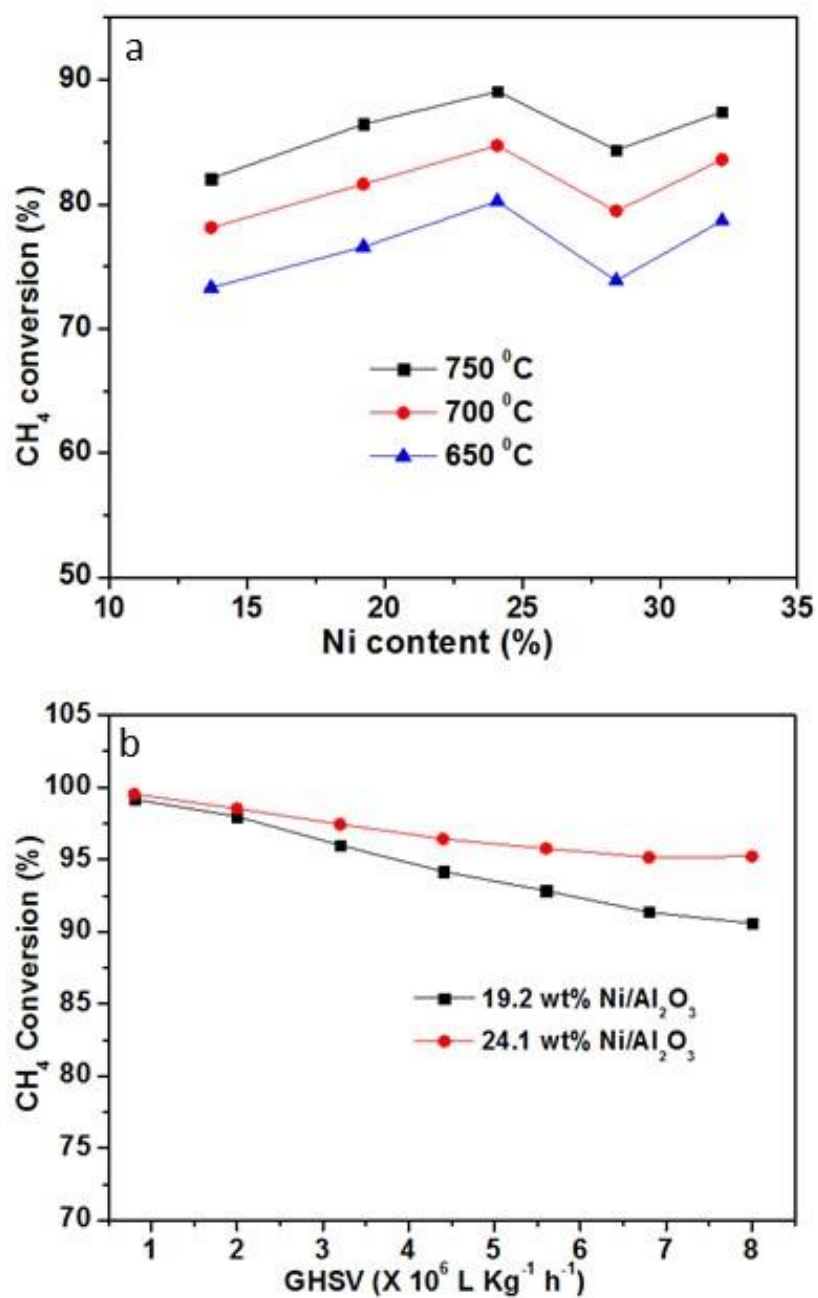 a
90
80
70
60
50
CH₄ conversion (%)
750 ⁰C
700 ⁰C
650 ⁰C
10 15 20 25 30 35
Ni content (%)
b
105
100
95
90
85
80
75
70
CH₄ Conversion (%)
19.2 wt% Ni/Al₂O₃
24.1 wt% Ni/Al₂O₃
1 2 3 4 5 6 7 8
GHSV (X 10⁶ L Kg⁻¹ h⁻¹)